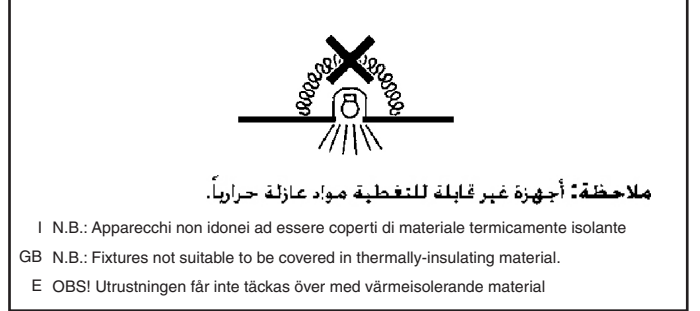 ملاحظة: أجهزة غير قابلة للتغطية مواد عازلة حرارياً.
I N.B.: Apparecchi non idonei ad essere coperti di materiale termicamente isolante
GB N.B.: Fixtures not suitable to be covered in thermally-insulating material.
E OBS! Utrustningen får inte täckas över med värmeisolerande material